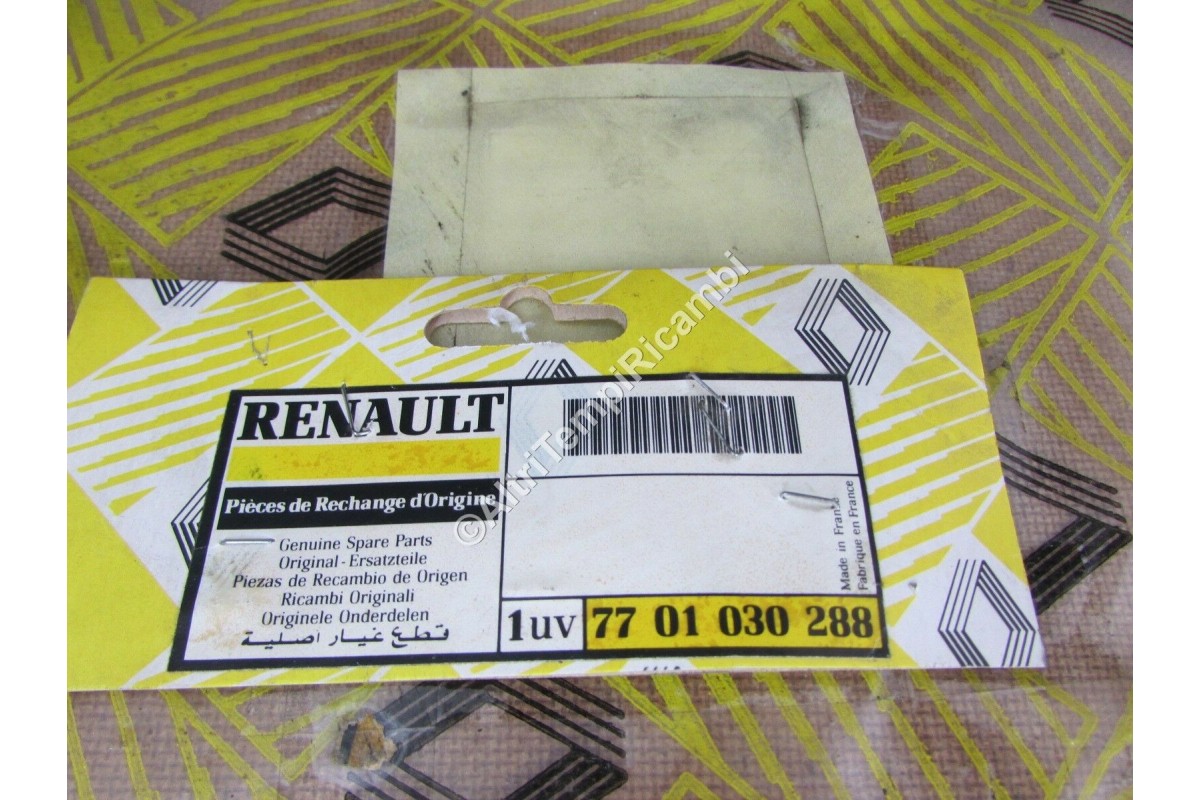 RENAULT
Pièces de Rechange d'Origine
Genuine Spare Parts
Original-Ersatzteile
Piezas de Recambio de Origen
Ricambi Originali
Originele Onderdelen
قطع غيار اصلية
1uv 77 01 030 288
Made in France
Fabrique en France
©AltriTempiRicambi